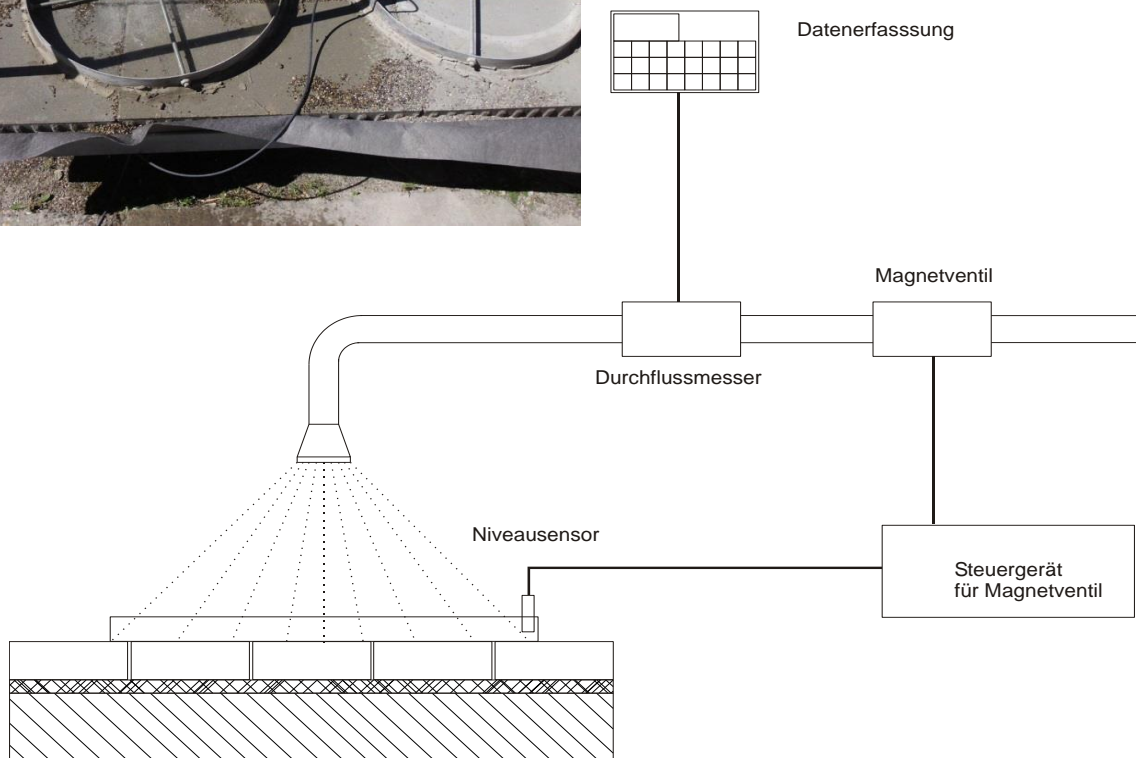 Datenerfasssung
Magnetventil
Durchflussmesser
Niveausensor
Steuergerät
für Magnetventil